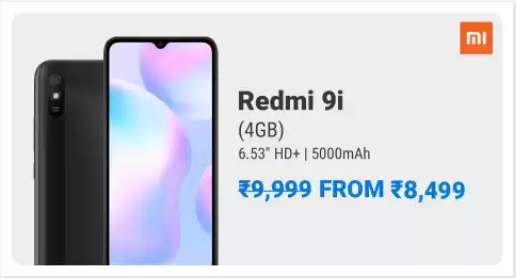 mi
Redmi 9i
(4GB)
6.53" HD+ | 5000mAh
₹9,999 FROM ₹8,499